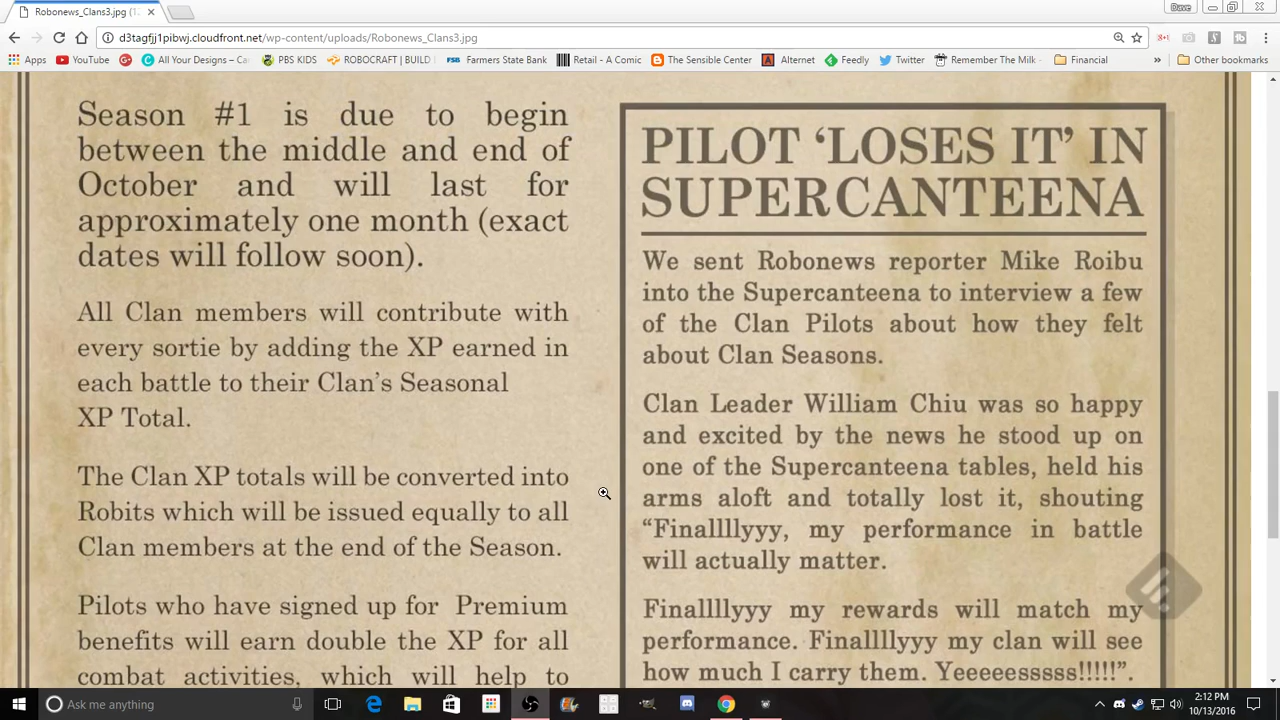 Robonews_Clans3.jpg (1
Dave
d3tagfjj1pibwj.cloudfront.net/wp-content/uploads/Robonews_Clans3.jpg
Apps YouTube All Your Designs – Ca PBS KIDS ROBOCRAFT | BUILD Farmers State Bank Retail - A Comic The Sensible Center Alternet Feedly Twitter Remember The Milk Financial » Other bookmarks
Season #1 is due to begin
between the middle and end of
October and will last for
approximately one month (exact
dates will follow soon).
All Clan members will contribute with
every sortie by adding the XP earned in
each battle to their Clan's Seasonal
XP Total.
The Clan XP totals will be converted into
Robits which will be issued equally to all
Clan members at the end of the Season.
Pilots who have signed up for Premium
benefits will earn double the XP for all
combat activities, which will help to
PILOT ‘LOSES IT’ IN
SUPERCANTEENA
We sent Robonews reporter Mike Roibu
into the Supercanteena to interview a few
of the Clan Pilots about how they felt
about Clan Seasons.
Clan Leader William Chiu was so happy
and excited by the news he stood up on
one of the Supercanteena tables, held his
arms aloft and totally lost it, shouting
“Finallllyyy, my performance in battle
will actually matter.
Finallllyyy my rewards will match my
performance. Finallllyyy my clan will see
how much I carry them. Yeeeeesssss!!!!!”.
Ask me anything
2:12 PM
10/13/2016